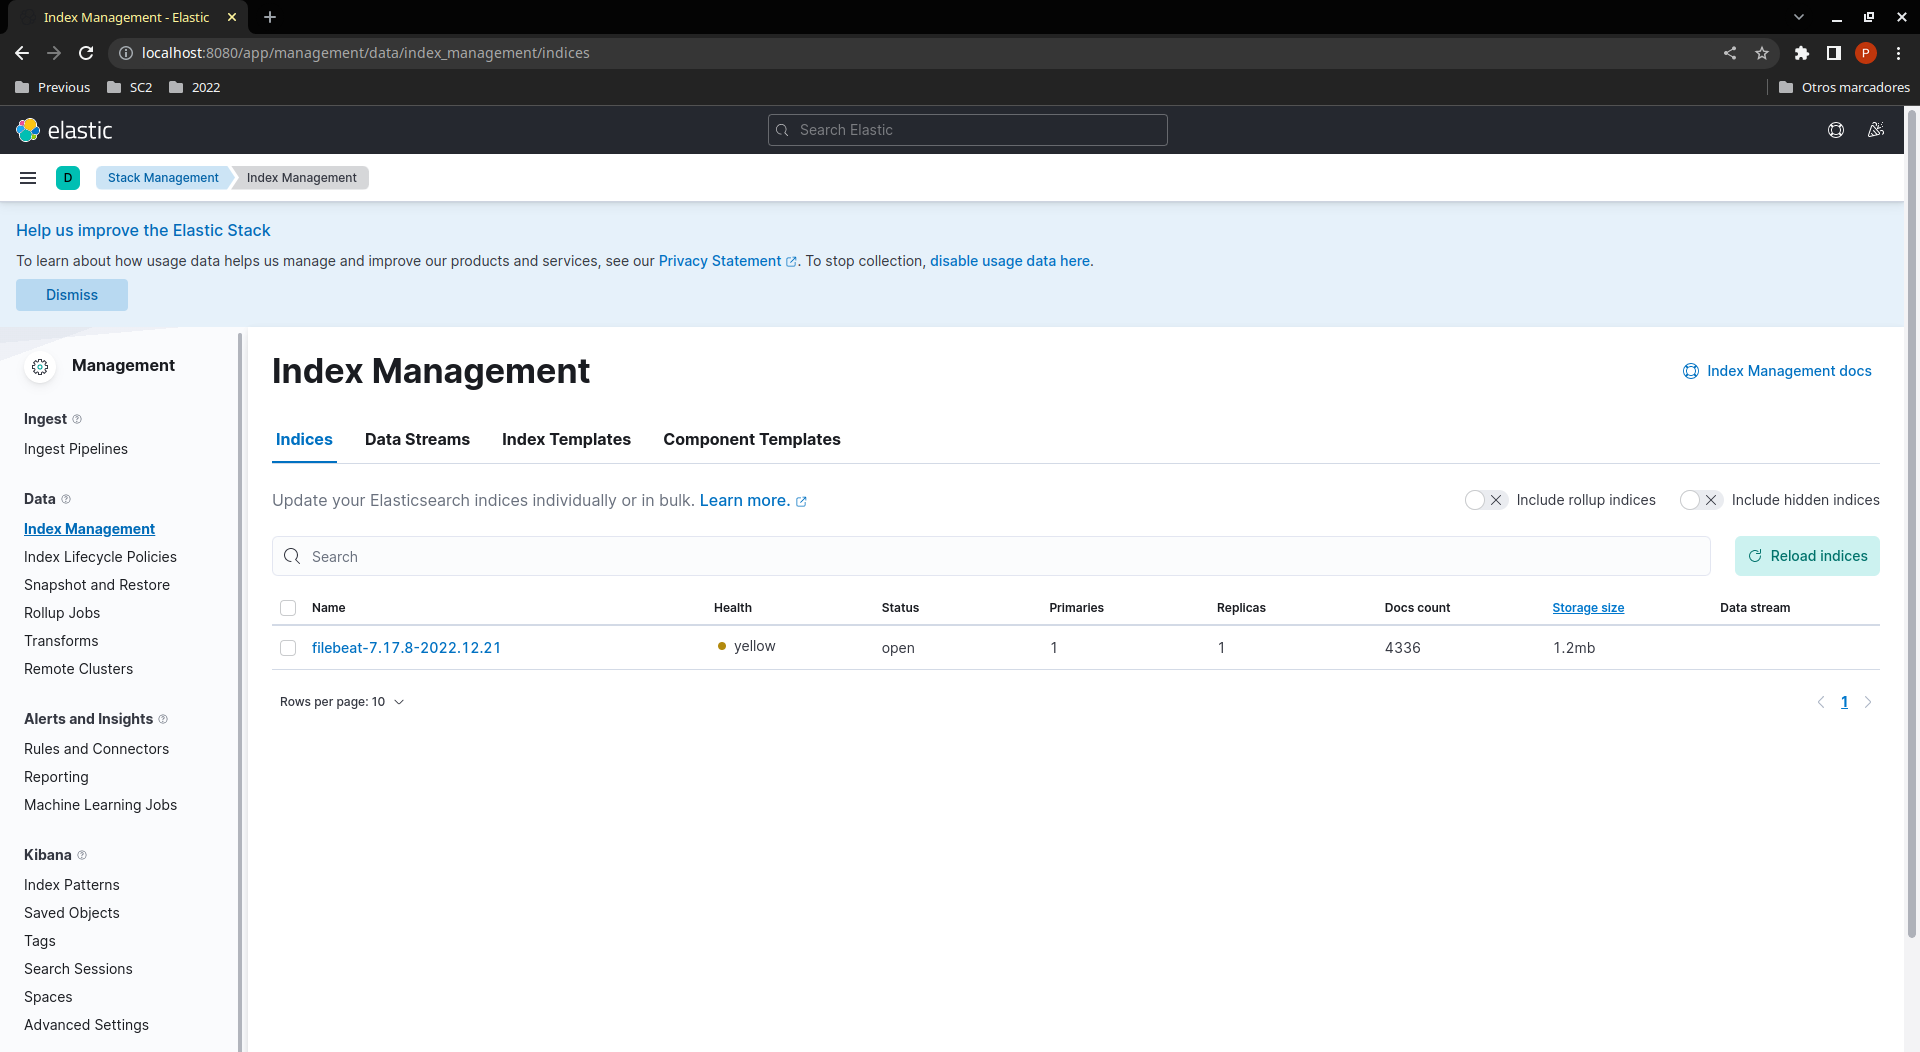 Index Management - Elastic
localhost:8080/app/management/data/index_management/indices
P
Previous SC2 2022 Otros marcadores
elastic Search Elastic
D Stack Management Index Management
Help us improve the Elastic Stack
To learn about how usage data helps us manage and improve our products and services, see our Privacy Statement. To stop collection, disable usage data here.
Dismiss
Management
Ingest
Ingest Pipelines
Data
Index Management
Index Lifecycle Policies
Snapshot and Restore
Rollup Jobs
Transforms
Remote Clusters
Alerts and Insights
Rules and Connectors
Reporting
Machine Learning Jobs
Kibana
Index Patterns
Saved Objects
Tags
Search Sessions
Spaces
Advanced Settings
Index Management
Index Management docs
Indices Data Streams Index Templates Component Templates
Update your Elasticsearch indices individually or in bulk. Learn more. Include rollup indices Include hidden indices
Search Reload indices
Name Health Status Primaries Replicas Docs count Storage size Data stream
filebeat-7.17.8-2022.12.21 yellow open 1 1 4336 1.2mb
Rows per page: 10 1